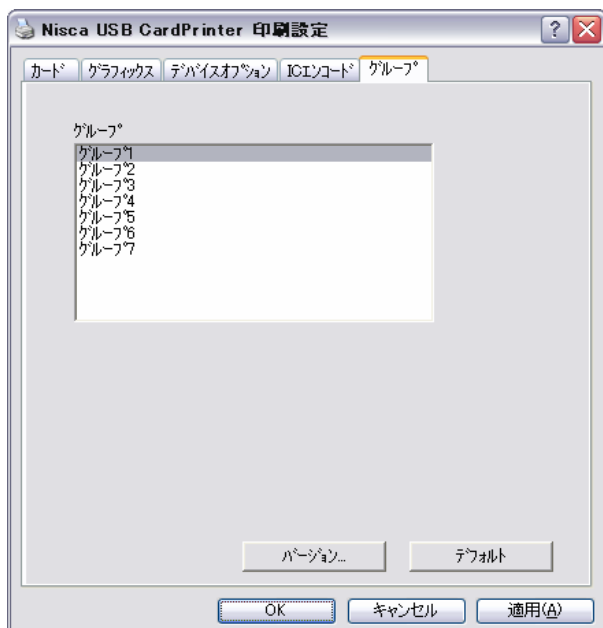 Nisca USB CardPrinter 印刷設定
ｶｰﾄﾞ ｸﾞﾗﾌｨｯｸｽ ﾃﾞﾊﾞｲｽｵﾌﾟｼｮﾝ ICｴﾝｺｰﾄﾞ ｸﾞﾙｰﾌﾟ
ｸﾞﾙｰﾌﾟ
ｸﾞﾙｰﾌﾟ1
ｸﾞﾙｰﾌﾟ2
ｸﾞﾙｰﾌﾟ3
ｸﾞﾙｰﾌﾟ4
ｸﾞﾙｰﾌﾟ5
ｸﾞﾙｰﾌﾟ6
ｸﾞﾙｰﾌﾟ7
ﾊﾞｰｼﾞｮﾝ... ﾃﾞﾌｫﾙﾄ
OK キャンセル 適用(A)